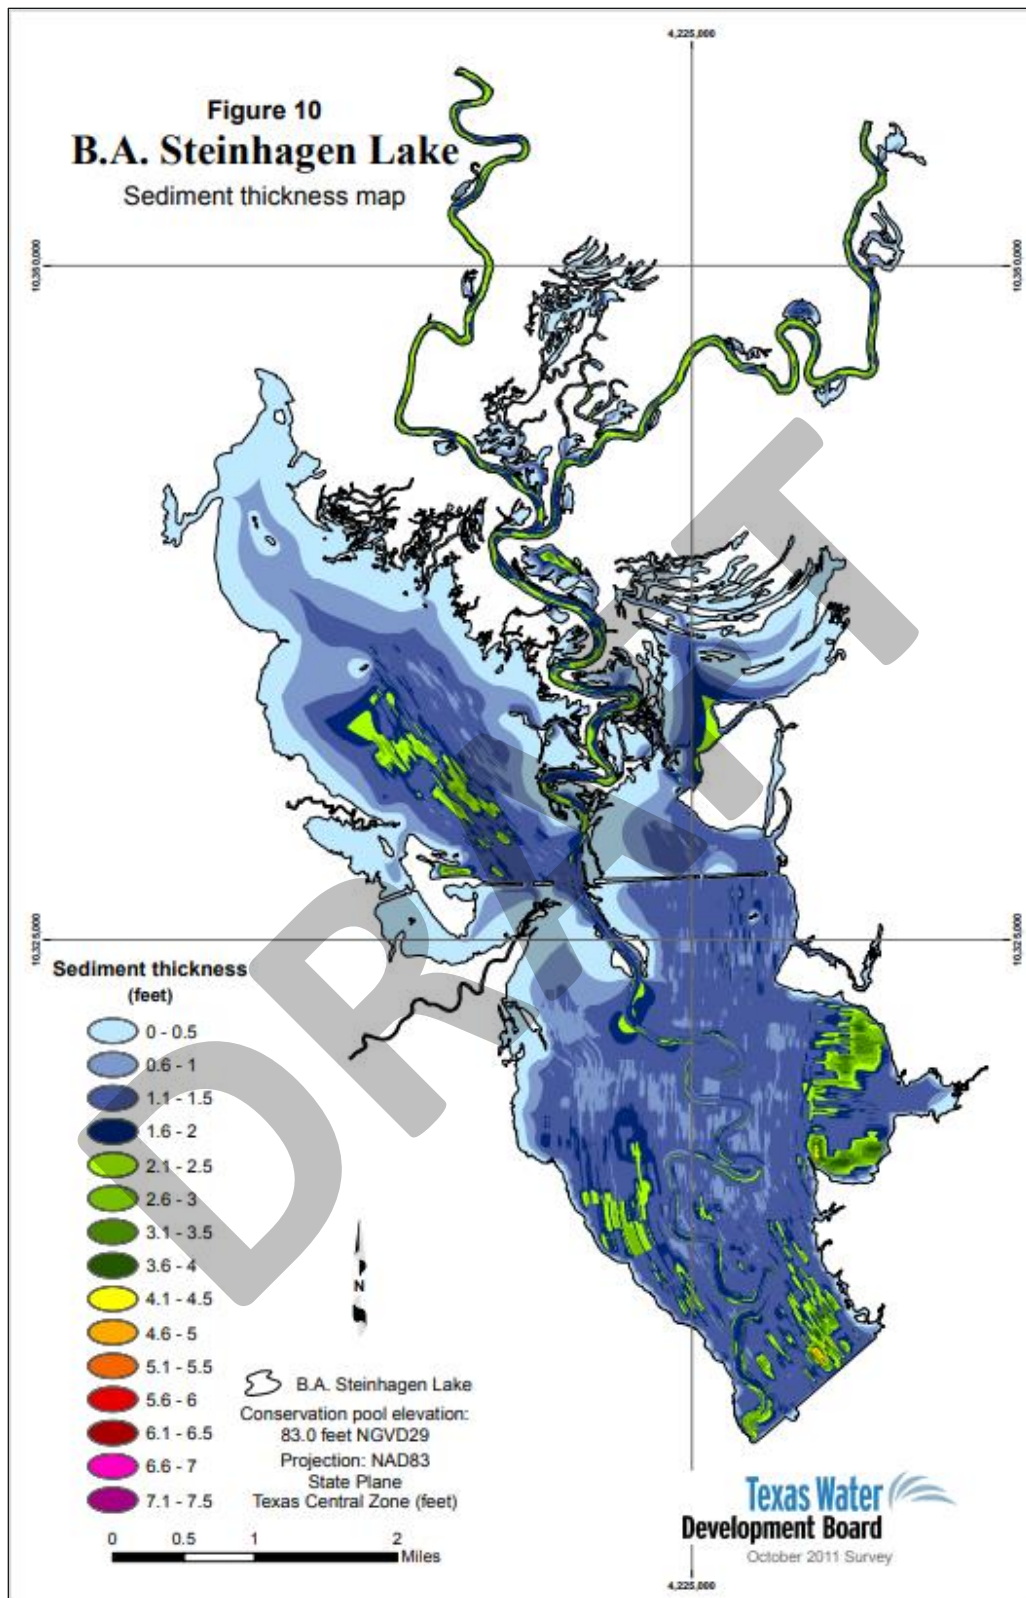 4,225,000
Figure 10
B.A. Steinhagen Lake
Sediment thickness map
10,350,000
10,350,000
DRAFT
10,325,000
10,325,000
Sediment thickness
(feet)
0 - 0.5
0.6 - 1
1.1 - 1.5
1.6 - 2
2.1 - 2.5
2.6 - 3
3.1 - 3.5
3.6 - 4
4.1 - 4.5
4.6 - 5
5.1 - 5.5
5.6 - 6
6.1 - 6.5
6.6 - 7
7.1 - 7.5
N
B.A. Steinhagen Lake
Conservation pool elevation:
83.0 feet NGVD29
Projection: NAD83
State Plane
Texas Central Zone (feet)
0 0.5 1 2
Miles
Texas Water
Development Board
October 2011 Survey
4,225,000